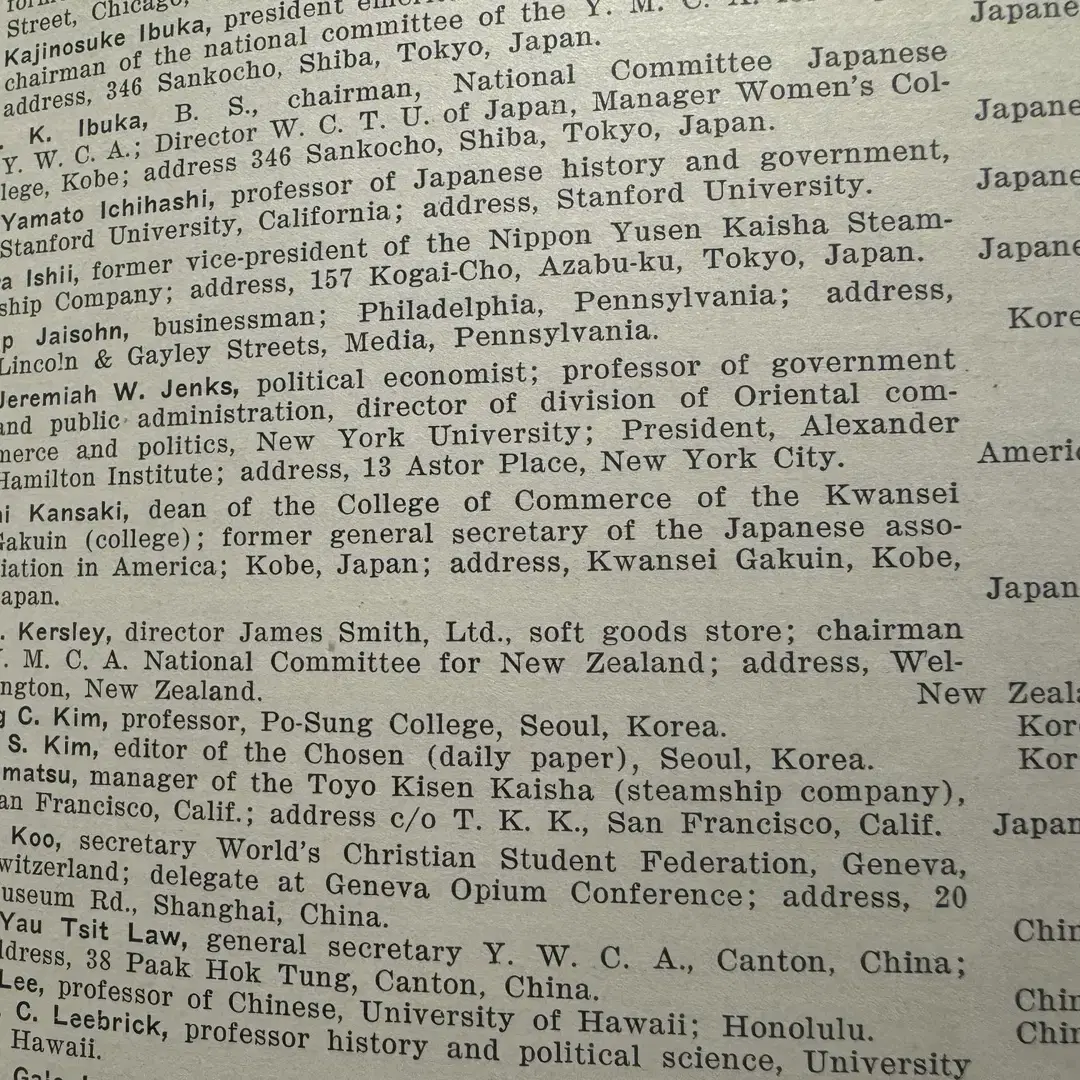 Street, Chicago,
Kajinosuke Ibuka, president
chairman of the national committee of the Y. M. C. A.
address, 346 Sankocho, Shiba, Tokyo, Japan.
Japane
. K. Ibuka, B. S., chairman, National Committee Japanese
Y. W. C. A.; Director W. C. T. U. of Japan, Manager Women's Col-
lege, Kobe; address 346 Sankocho, Shiba, Tokyo, Japan.
Japane
Yamato Ichihashi, professor of Japanese history and government,
Stanford University, California; address, Stanford University.
Japane
a Ishii, former vice-president of the Nippon Yusen Kaisha Steam-
ship Company; address, 157 Kogai-Cho, Azabu-ku, Tokyo, Japan.
Japane
p Jaisohn, businessman; Philadelphia, Pennsylvania; address,
Lincoln & Gayley Streets, Media, Pennsylvania.
Kore
Jeremiah W. Jenks, political economist; professor of government
and public administration, director of division of Oriental com-
merce and politics, New York University; President, Alexander
Hamilton Institute; address, 13 Astor Place, New York City.
Americ
i Kansaki, dean of the College of Commerce of the Kwansei
Gakuin (college); former general secretary of the Japanese asso-
iation in America; Kobe, Japan; address, Kwansei Gakuin, Kobe,
apan.
Japan
. Kersley, director James Smith, Ltd., soft goods store; chairman
. M. C. A. National Committee for New Zealand; address, Wel-
ngton, New Zealand.
New Zeala
g C. Kim, professor, Po-Sung College, Seoul, Korea.
Kor
S. Kim, editor of the Chosen (daily paper), Seoul, Korea.
Kor
matsu, manager of the Toyo Kisen Kaisha (steamship company),
an Francisco, Calif.; address c/o T. K. K., San Francisco, Calif.
Japan
Koo, secretary World's Christian Student Federation, Geneva,
witzerland; delegate at Geneva Opium Conference; address, 20
useum Rd., Shanghai, China.
Chin
Yau Tsit Law, general secretary Y. W. C. A., Canton, China;
ddress, 38 Paak Hok Tung, Canton, China.
Chin
Lee, professor of Chinese, University of Hawaii; Honolulu.
Chin
. C. Leebrick, professor history and political science, University
Hawaii.